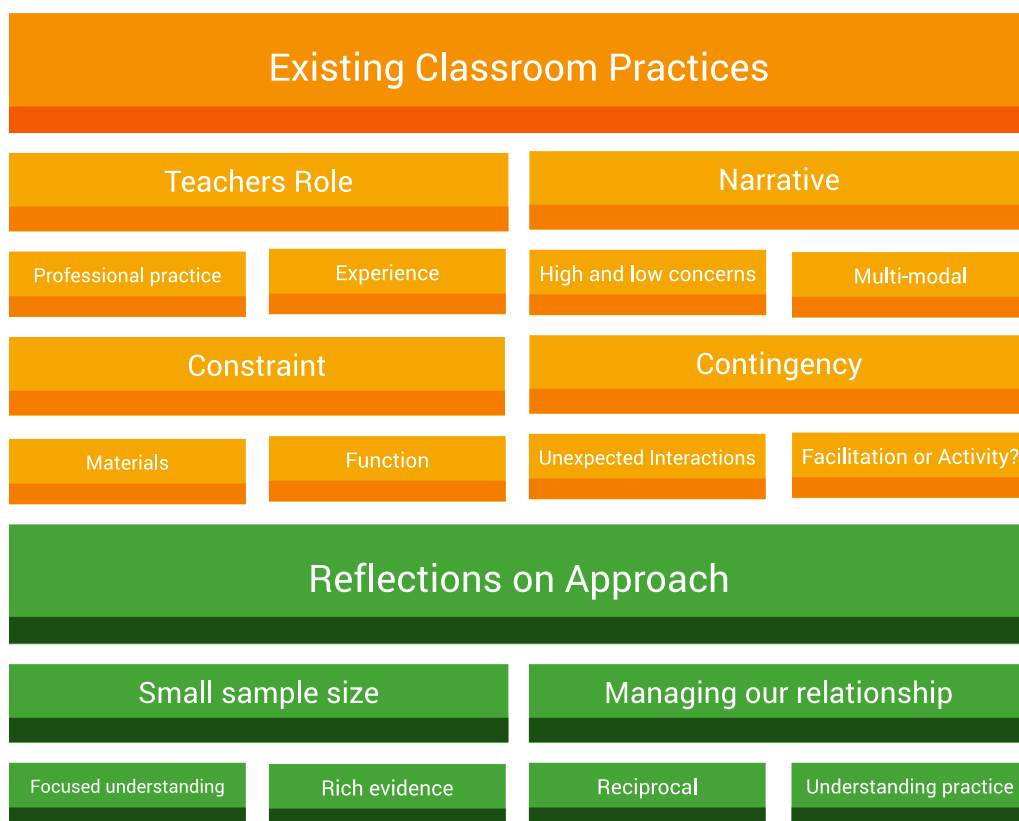 Existing Classroom Practices
Teachers Role
Narrative
Professional practice
Experience
High and low concerns
Multi-modal
Constraint
Contingency
Materials
Function
Unexpected Interactions
Facilitation or Activity?
Reflections on Approach
Small sample size
Managing our relationship
Focused understanding
Rich evidence
Reciprocal
Understanding practice